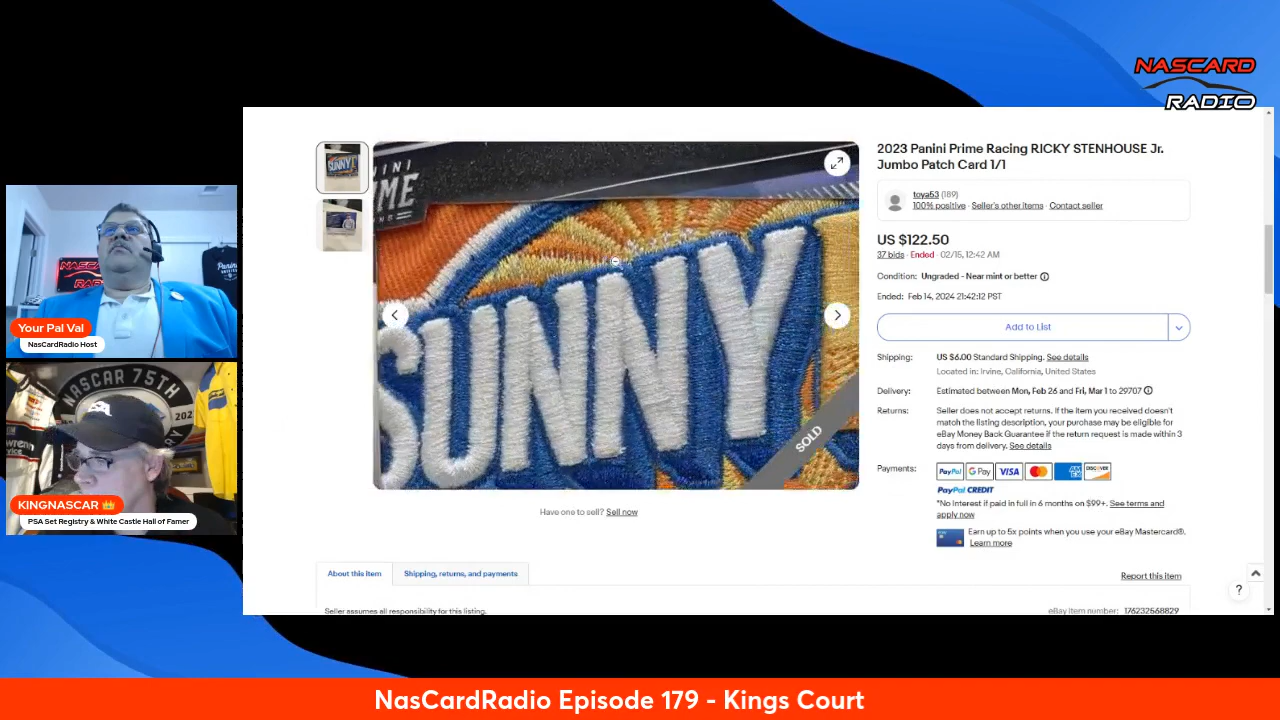 NASCARD
RADIO
INI
ME
NG
SUNNY
SOLD
2023 Panini Prime Racing RICKY STENHOUSE Jr.
Jumbo Patch Card 1/1
toya53 (189)
100% positive · Seller's other items · Contact seller
US $122.50
37 bids · Ended · 02/15, 12:42 AM
Condition: Ungraded - Near mint or better
Ended: Feb 14, 2024 21:42:12 PST
Add to List
Shipping: US $6.00 Standard Shipping. See details
Located in: Irvine, California, United States
Delivery: Estimated between Mon, Feb 26 and Fri, Mar 1 to 29707
Returns: Seller does not accept returns. If the item you received doesn't
match the listing description, your purchase may be eligible for
eBay Money Back Guarantee if the return request is made within 3
days from delivery. See details
Payments: PayPal G Pay VISA DISCOVER
PayPal CREDIT
*No Interest if paid in full in 6 months on $99+. See terms and
apply now
Earn up to 5x points when you use your eBay Mastercard®.
Learn more
Have one to sell? Sell now
About this item
Shipping, returns, and payments
Report this item
Seller assumes all responsibility for this listing.
eBay item number: 176232568829
?
Your Pal Val
NasCardRadio Host
NASCAR 75TH
KINGNASCAR
PSA Set Registry & White Castle Hall of Famer
NasCardRadio Episode 179 - Kings Court